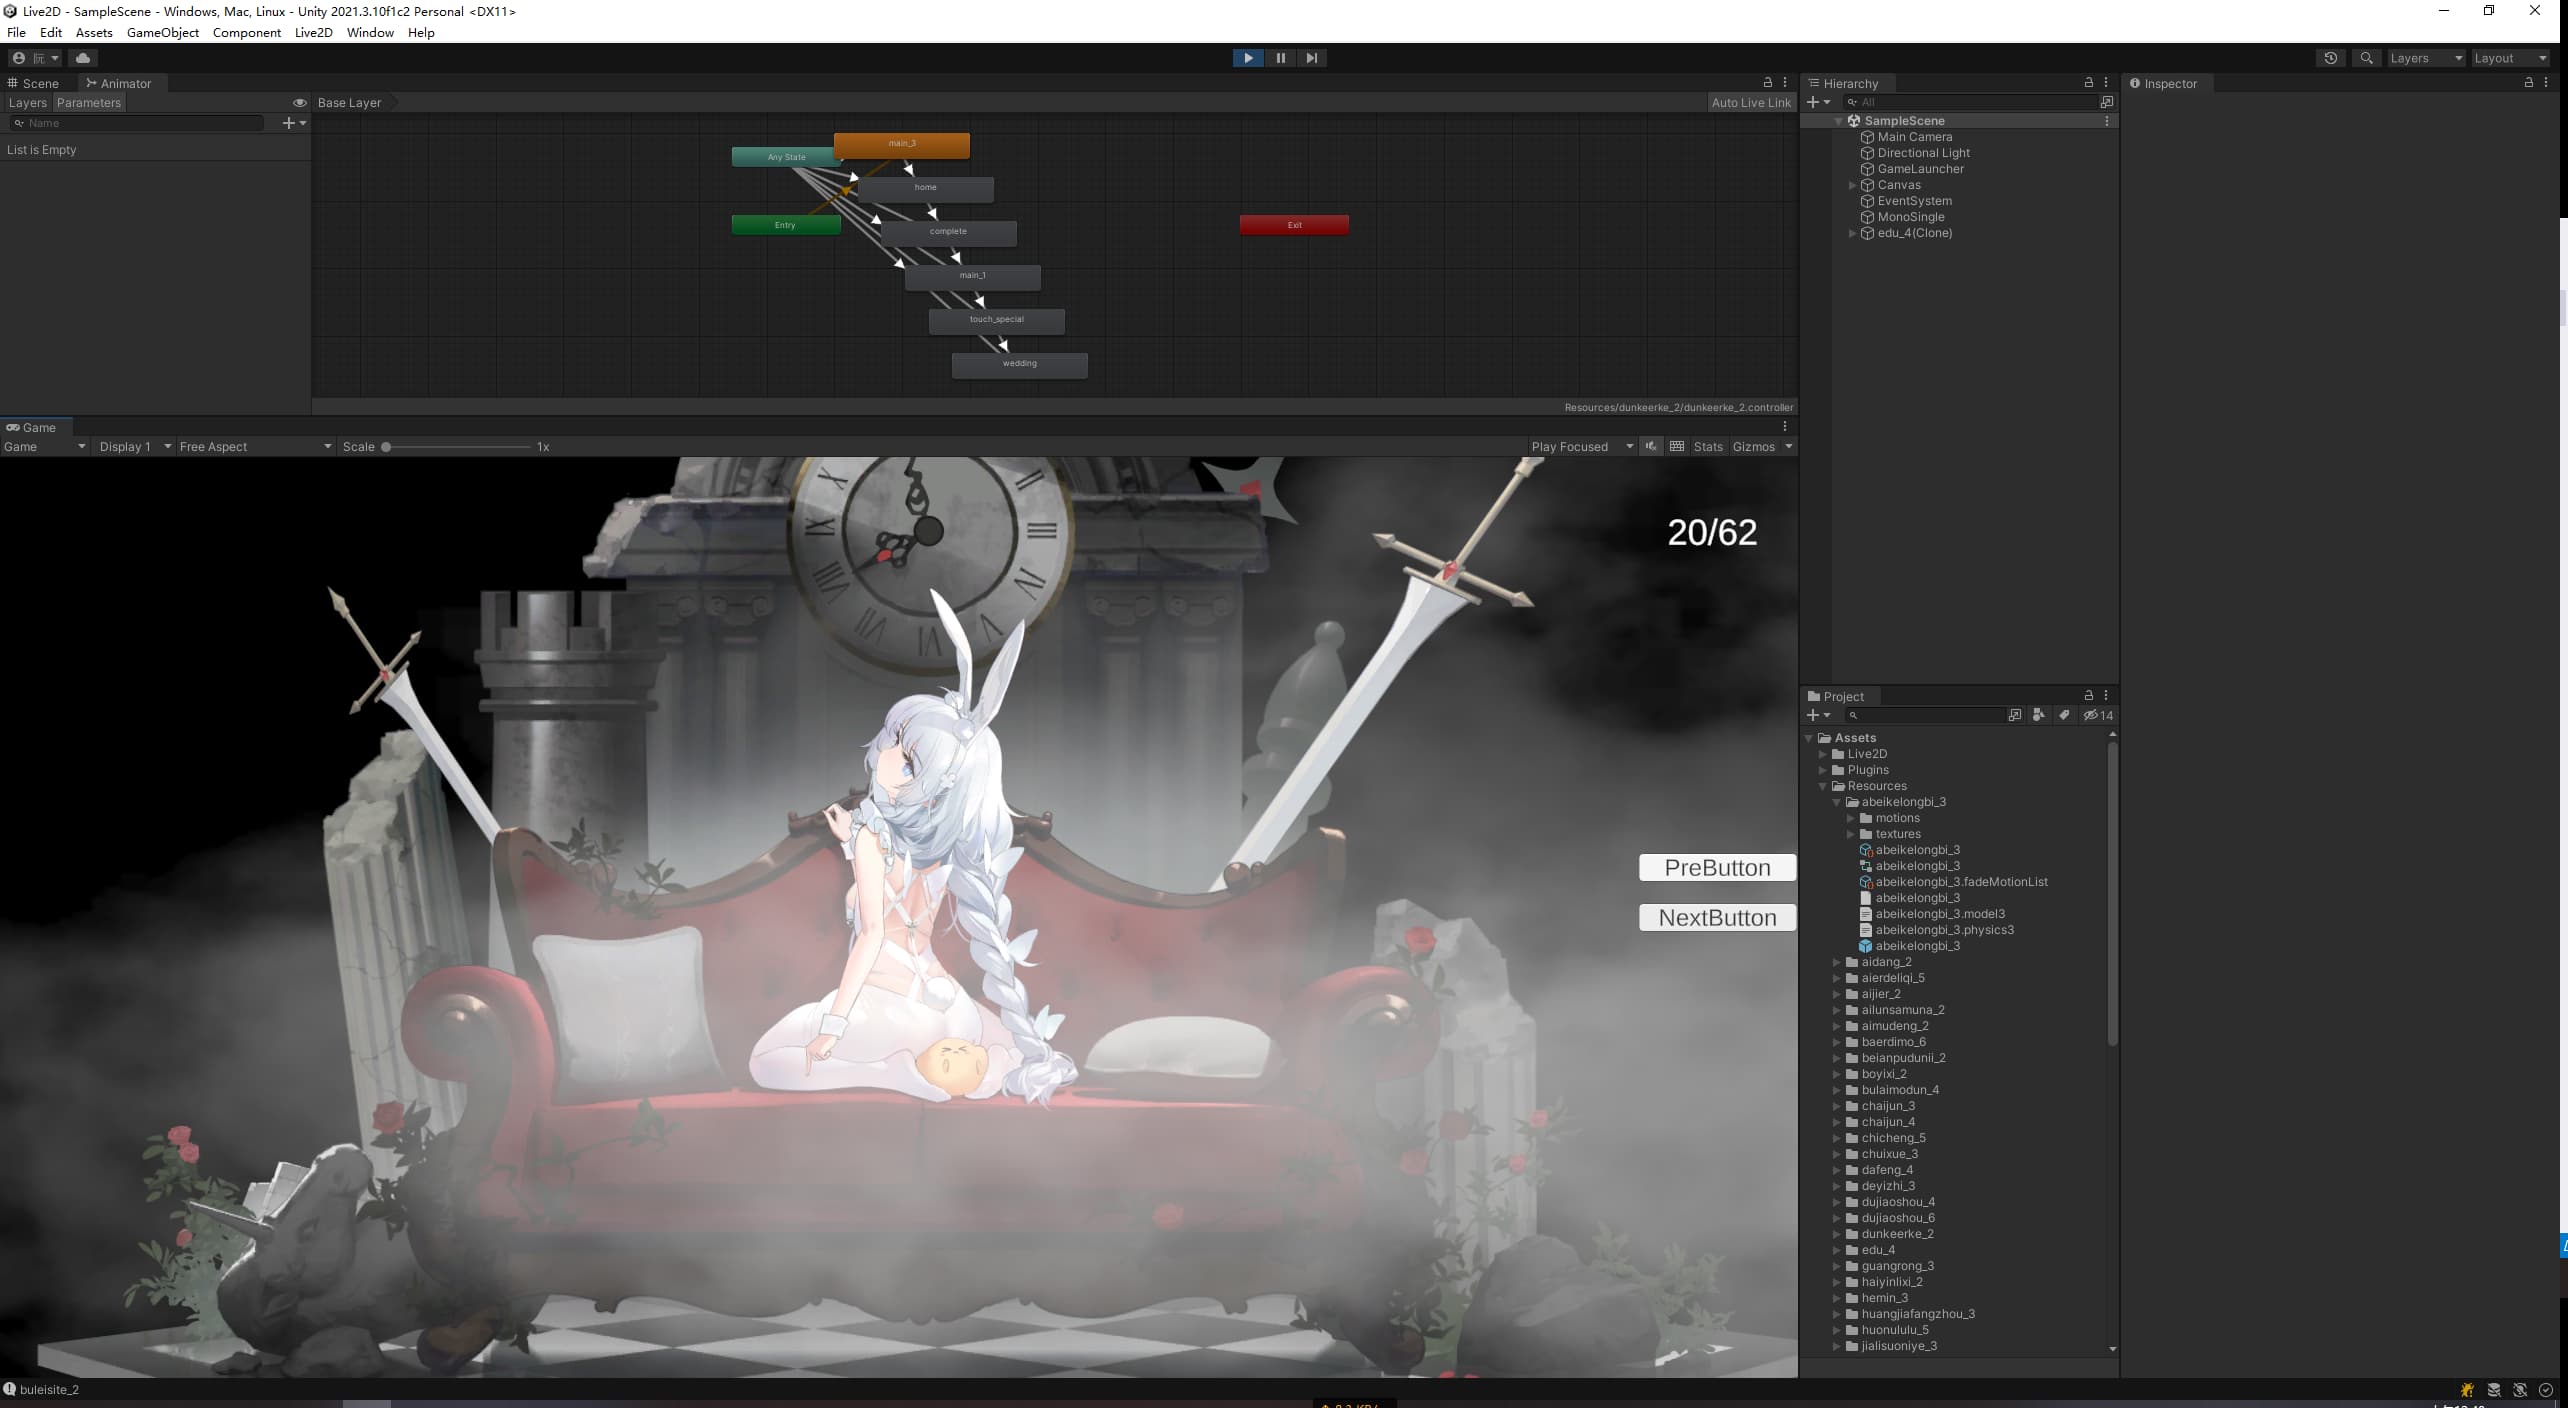 Live2D - SampleScene - Windows, Mac, Linux - Unity 2021.3.10f1c2 Personal <DX11>
File Edit Assets GameObject Component Live2D Window Help
Layers
Layout
Scene
Animator
Layers
Parameters
Base Layer
Auto Live Link
Name
List is Empty
Any State
main_3
home
Entry
complete
Exit
main_1
touch_special
wedding
Resources/dunkeerke_2/dunkeerke_2.controller
Game
Game
Display 1
Free Aspect
Scale
1x
Play Focused
Stats
Gizmos
XII
20/62
PreButton
NextButton
Hierarchy
All
SampleScene
Main Camera
Directional Light
GameLauncher
Canvas
EventSystem
MonoSingle
edu_4(Clone)
Inspector
Project
14
Assets
Live2D
Plugins
Resources
abeikelongbi_3
motions
textures
abeikelongbi_3
abeikelongbi_3
abeikelongbi_3.fadeMotionList
abeikelongbi_3
abeikelongbi_3.model3
abeikelongbi_3.physics3
abeikelongbi_3
aidang_2
aierdeliqi_5
aijier_2
ailunsamuna_2
aimudeng_2
baerdimo_6
beianpudunii_2
boyixi_2
bulaimodun_4
chaijun_3
chaijun_4
chicheng_5
chuixue_3
dafeng_4
deyizhi_3
dujiaoshou_4
dujiaoshou_6
dunkeerke_2
edu_4
guangrong_3
haiyinlixi_2
hemin_3
huangjiafangzhou_3
huonululu_5
jialisuoniye_3
buleisite_2